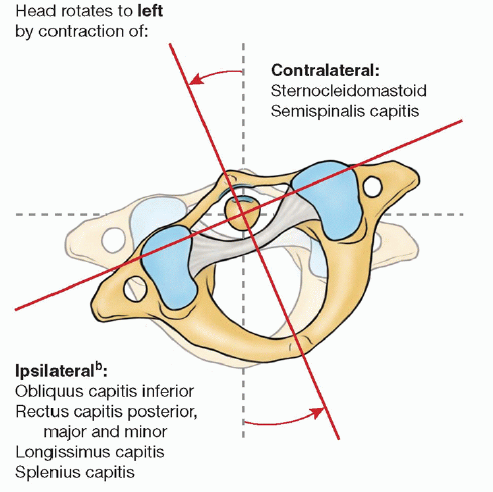 Head rotates to left
by contraction of:
Contralateral:
Sternocleidomastoid
Semispinalis capitis
Ipsilateralᵇ:
Obliquus capitis inferior
Rectus capitis posterior,
major and minor
Longissimus capitis
Splenius capitis